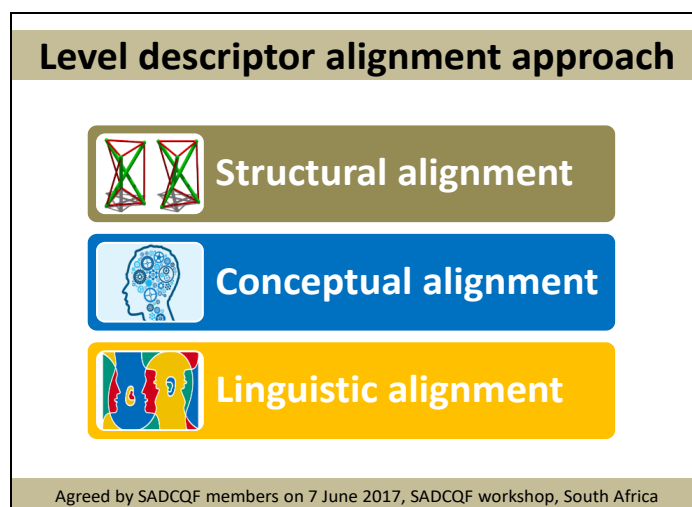 Level descriptor alignment approach
Structural alignment
Conceptual alignment
Linguistic alignment
Agreed by SADCQF members on 7 June 2017, SADCQF workshop, South Africa